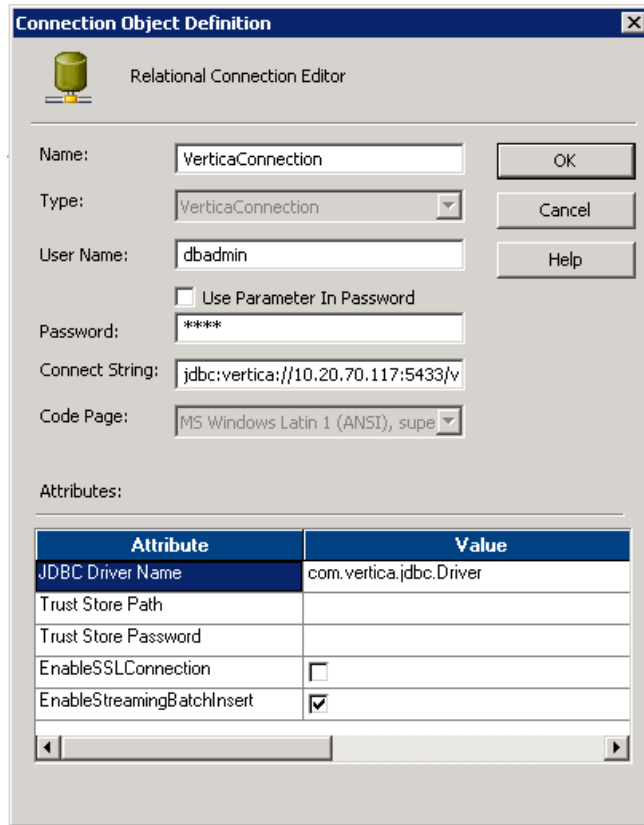 Connection Object Definition
Relational Connection Editor
Name: VerticaConnection OK
Type: VerticaConnection Cancel
User Name: dbadmin Help
Use Parameter In Password
Password: ****
Connect String: jdbc:vertica://10.20.70.117:5433/v
Code Page: MS Windows Latin 1 (ANSI), supe
Attributes:
Attribute Value
JDBC Driver Name com.vertica.jdbc.Driver
Trust Store Path
Trust Store Password
EnableSSLConnection
EnableStreamingBatchInsert